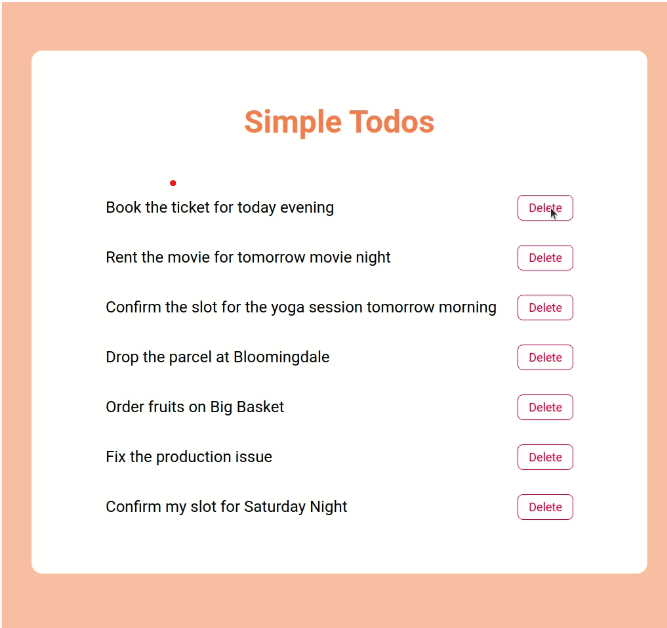 Simple Todos
Book the ticket for today evening Delete
Rent the movie for tomorrow movie night Delete
Confirm the slot for the yoga session tomorrow morning Delete
Drop the parcel at Bloomingdale Delete
Order fruits on Big Basket Delete
Fix the production issue Delete
Confirm my slot for Saturday Night Delete